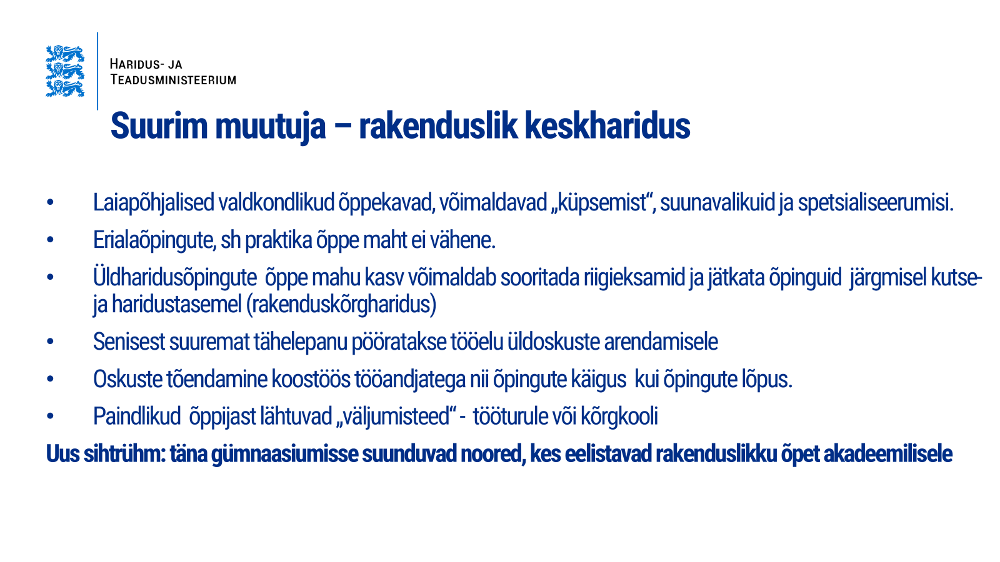 Haridus- ja
Teadusministeerium
Suurim muutuja – rakenduslik keskharidus
• Laiapõhjalised valdkondlikud õppekavad, võimaldavad „küpsemist“, suunavalikuid ja spetsialiseerumisi.
• Erialaõpingute, sh praktika õppe maht ei vähene.
• Üldharidusõpingute õppe mahu kasv võimaldab sooritada riigieksamid ja jätkata õpinguid järgmisel kutse-
ja haridustasemel (rakenduskõrgharidus)
• Senisest suuremat tähelepanu pööratakse tööelu üldoskuste arendamisele
• Oskuste tõendamine koostöös tööandjatega nii õpingute käigus kui õpingute lõpus.
• Paindlikud õppijast lähtuvad „väljumisteed“ - tööturule või kõrgkooli
Uus sihtrühm: täna gümnaasiumisse suunduvad noored, kes eelistavad rakenduslikku õpet akadeemilisele